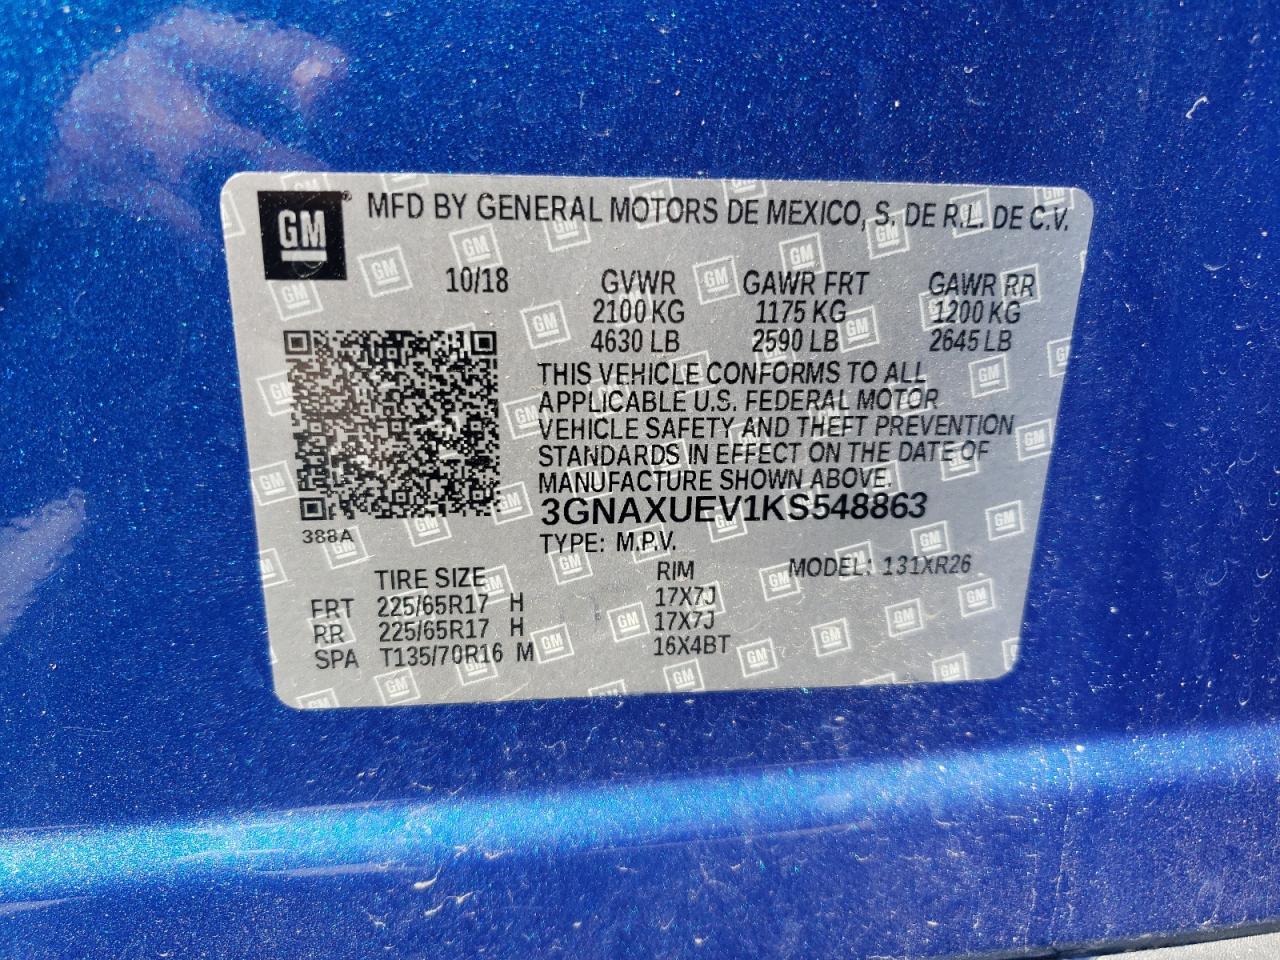 GM ® MFD BY GENERAL MOTORS DE MEXICO, S. DE R.L. DE C.V.
10/18 GVWR GAWR FRT GAWR RR
2100 KG 1175 KG 1200 KG
4630 LB 2590 LB 2645 LB
THIS VEHICLE CONFORMS TO ALL
APPLICABLE U.S. FEDERAL MOTOR
VEHICLE SAFETY AND THEFT PREVENTION
STANDARDS IN EFFECT ON THE DATE OF
MANUFACTURE SHOWN ABOVE.
3GNAXUEV1KS548863
388A
TYPE: M.P.V. MODEL: 131XR26
TIRE SIZE RIM
FRT 225/65R17 H 17X7J
RR 225/65R17 H 17X7J
SPA T135/70R16 M 16X4BT